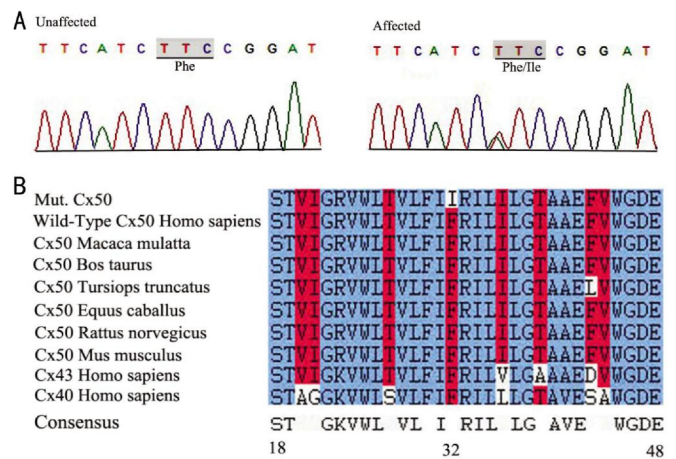 A
Unaffected
T T C A T C T T C C G G A T
Phe
Affected
T T C A T C T T C C G G A T
Phe/Ile
B
Mut. Cx50 STVIGRVWLTVLFIIRILILGTAAEFVWGDE
Wild-Type Cx50 Homo sapiens STVIGRVWLTVLFIFRILILGTAAEFVWGDE
Cx50 Macaca mulatta STVIGRVWLTVLFIFRILILGTAAEFVWGDE
Cx50 Bos taurus STVIGRVWLTVLFIFRILILGTAAEFVWGDE
Cx50 Tursiops truncatus STVIGRVWLTVLFIFRILILGTAAELVWGDE
Cx50 Equus caballus STVIGRVWLTVLFIFRILILGTAAEFVWGDE
Cx50 Rattus norvegicus STVIGRVWLTVLFIFRILILGTAAEFVWGDE
Cx50 Mus musculus STVIGRVWLTVLFIFRILILGTAAEFVWGDE
Cx43 Homo sapiens STVIGKVWLTVLFIFRILVLGAAAEDVWGDE
Cx40 Homo sapiens STAGGKVWLSVLFIFRILLLGTAVESAWGDE
Consensus ST GKVWL VL I RIL LG AVE WGDE
18 32 48